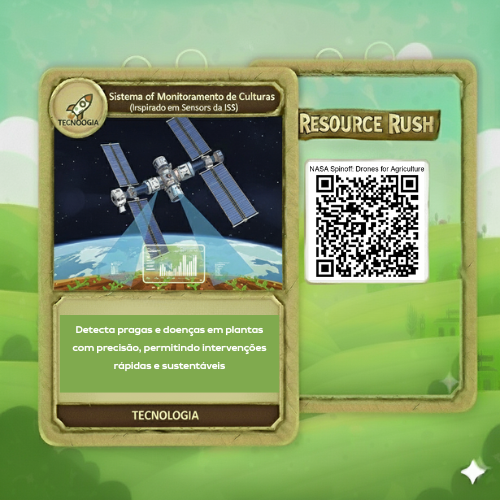 Sistema of Monitoramento de Culturas
(Inspirado em Sensors da ISS)
TECNOOGIA
Detecta pragas e doenças em plantas
com precisão, permitindo intervenções
rápidas e sustentáveis
TECNOLOGIA
RESOURCE RUSH
NASA Spinoff: Drones for Agriculture